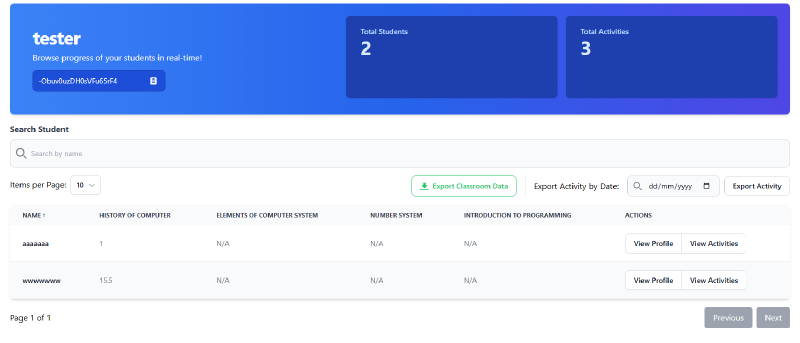 tester
Browse progress of your students in real-time!
-Obuv0uzDH0sVFu65rF4
Total Students
2
Total Activities
3
Search Student
Search by name
Items per Page: 10
Export Classroom Data
Export Activity by Date: dd/mm/yyyy Export Activity
NAME ↑ HISTORY OF COMPUTER ELEMENTS OF COMPUTER SYSTEM NUMBER SYSTEM INTRODUCTION TO PROGRAMMING ACTIONS
aaaaaaa 1 N/A N/A N/A View Profile View Activities
wwwwwww 15.5 N/A N/A N/A View Profile View Activities
Page 1 of 1 Previous Next